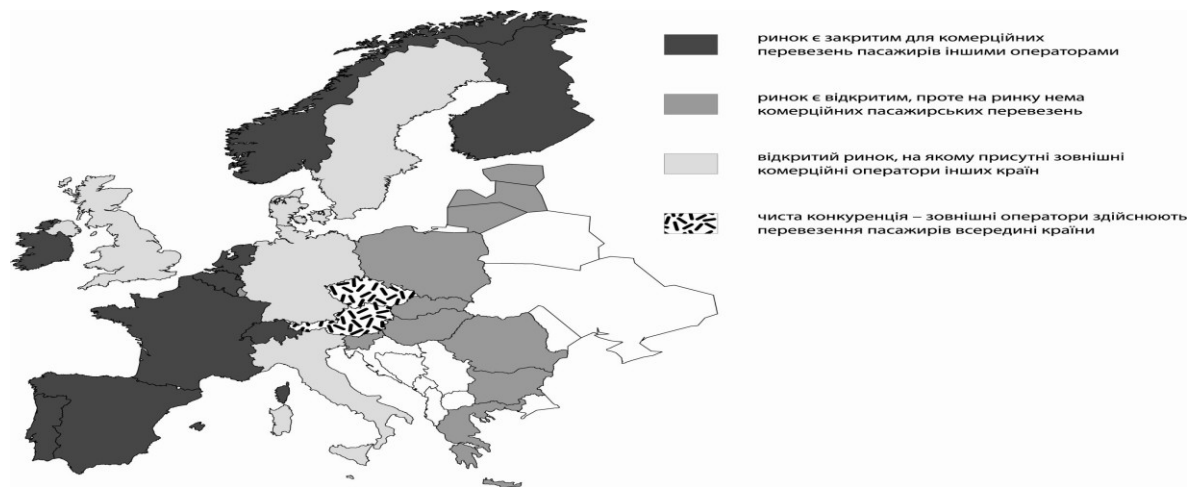 ринок є закритим для комерційних
перевезень пасажирів іншими операторами
ринок є відкритим, проте на ринку нема
комерційних пасажирських перевезень
відкритий ринок, на якому присутні зовнішні
комерційні оператори інших країн
чиста конкуренція – зовнішні оператори здійснюють
перевезення пасажирів всередині країни